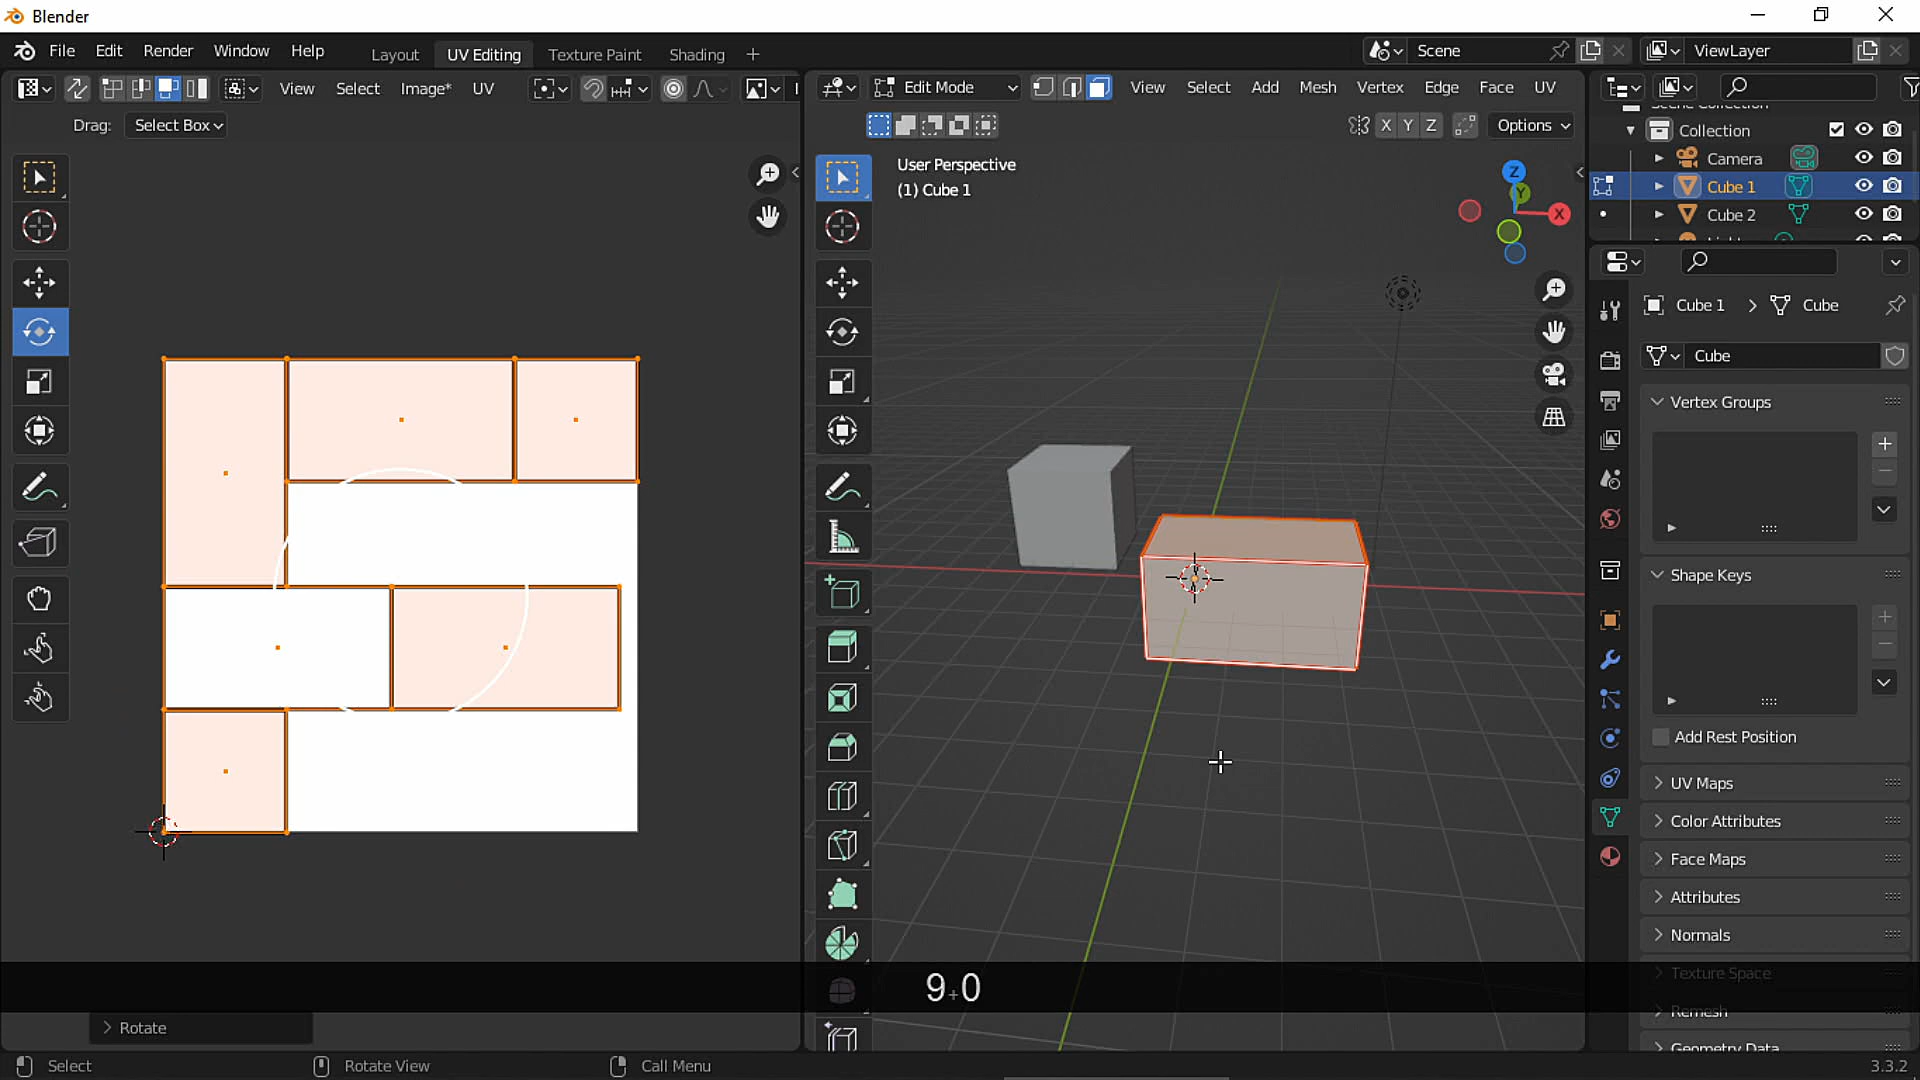 Blender
File Edit Render Window Help Layout UV Editing Texture Paint Shading + Scene ViewLayer
View Select Image* UV
Edit Mode View Select Add Mesh Vertex Edge Face UV
Drag: Select Box
X Y Z Options
User Perspective
(1) Cube 1
Z
Y
X
Scene Collection
Collection
Camera
Cube 1
Cube 2
Cube 1 > Cube
Cube
Vertex Groups
Shape Keys
Add Rest Position
UV Maps
Color Attributes
Face Maps
Attributes
Normals
Texture Space
Remesh
Geometry Data
9+0
Rotate
Select Rotate View Call Menu 3.3.2